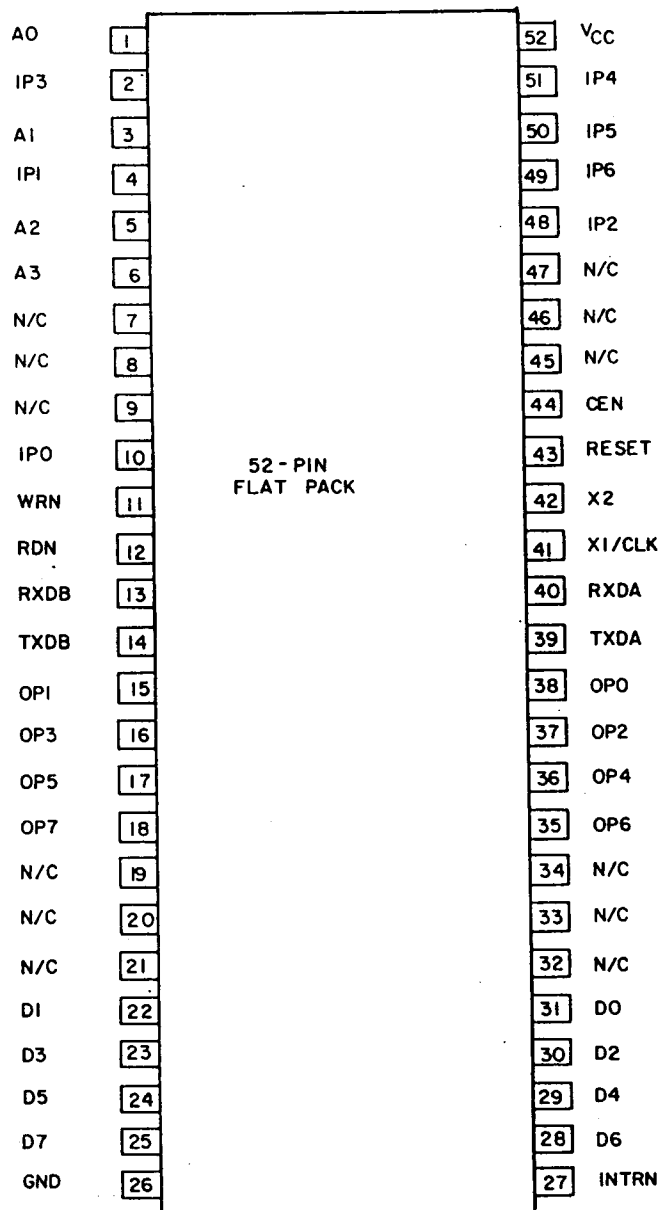 A0 1 52 VCC
IP3 2 51 IP4
A1 3 50 IP5
IP1 4 49 IP6
A2 5 48 IP2
A3 6 47 N/C
N/C 7 46 N/C
N/C 8 45 N/C
N/C 9 44 CEN
IP0 10 43 RESET
52-PIN
FLAT PACK
WRN 11 42 X2
RDN 12 41 X1/CLK
RXDB 13 40 RXDA
TXDB 14 39 TXDA
OP1 15 38 OP0
OP3 16 37 OP2
OP5 17 36 OP4
OP7 18 35 OP6
N/C 19 34 N/C
N/C 20 33 N/C
N/C 21 32 N/C
D1 22 31 D0
D3 23 30 D2
D5 24 29 D4
D7 25 28 D6
GND 26 27 INTRN